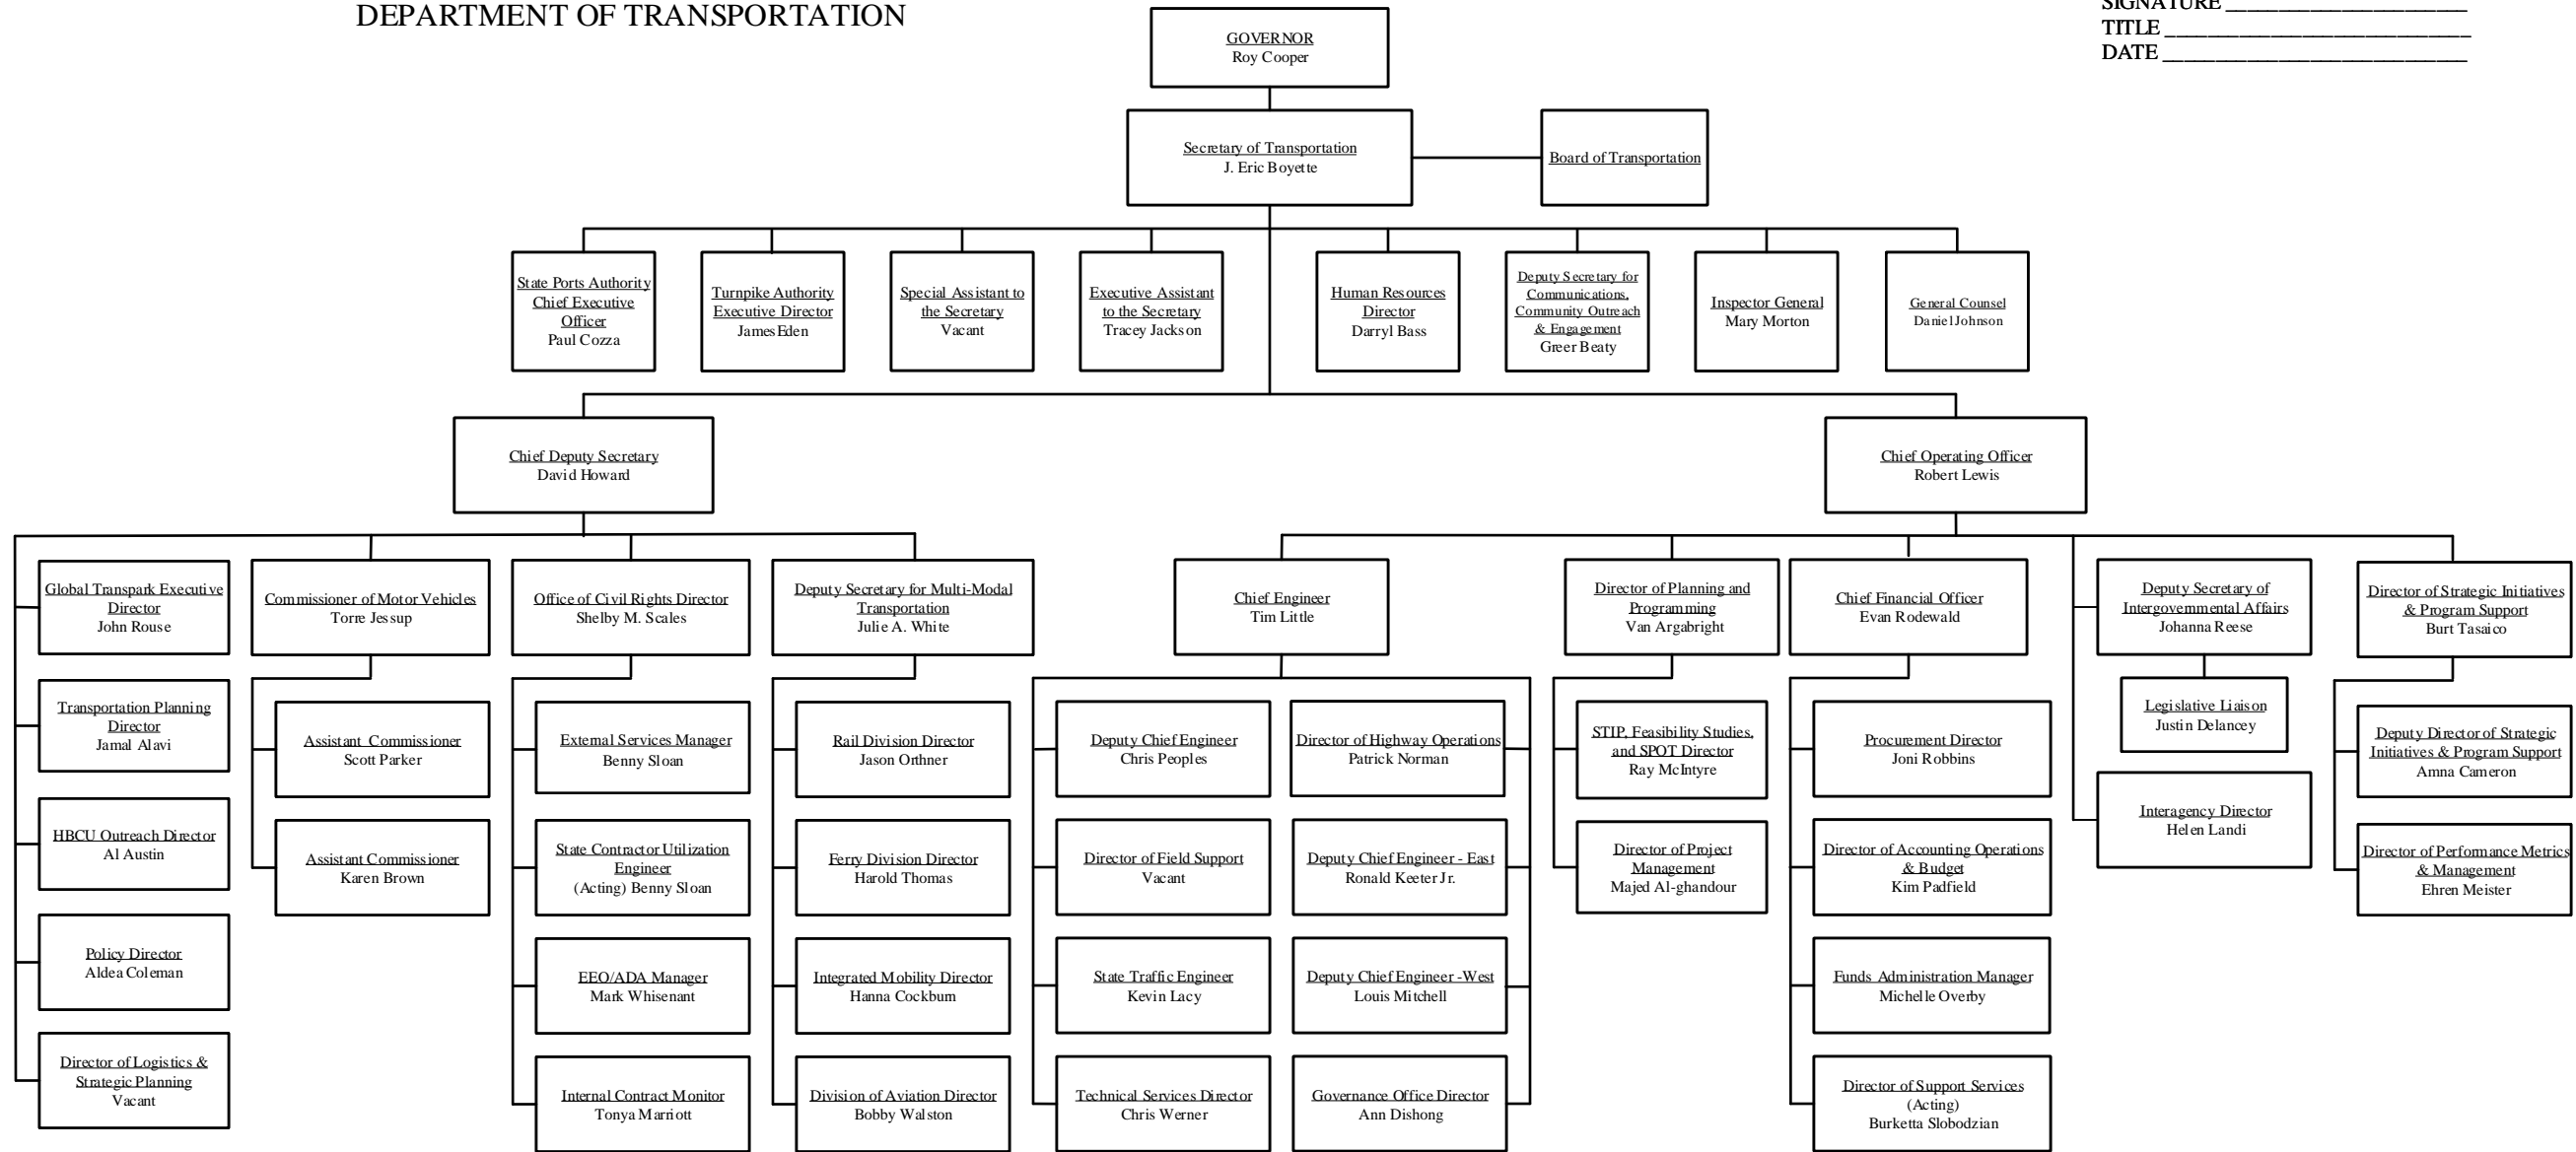 DEPARTMENT OF TRANSPORTATION
SIGNATURE ______________________
TITLE ____________________________
DATE ____________________________
GOVERNOR
Roy Cooper
Secretary of Transportation
J. Eric Boyette
Board of Transportation
State Ports Authority
Chief Executive
Officer
Paul Cozza
Turnpike Authority
Executive Director
James Eden
Special Assistant to
the Secretary
Vacant
Executive Assistant
to the Secretary
Tracey Jackson
Human Resources
Director
Darryl Bass
Deputy Secretary for
Communications,
Community Outreach
& Engagement
Greer Beaty
Inspector General
Mary Morton
General Counsel
Daniel Johnson
Chief Deputy Secretary
David Howard
Chief Operating Officer
Robert Lewis
Global Transpark Executive
Director
John Rouse
Transportation Planning
Director
Jamal Alavi
HBCU Outreach Director
Al Austin
Policy Director
Aldea Coleman
Director of Logistics &
Strategic Planning
Vacant
Commissioner of Motor Vehicles
Torre Jessup
Assistant Commissioner
Scott Parker
Assistant Commissioner
Karen Brown
Office of Civil Rights Director
Shelby M. Scales
External Services Manager
Benny Sloan
State Contractor Utilization
Engineer
(Acting) Benny Sloan
EEO/ADA Manager
Mark Whisenant
Internal Contract Monitor
Tonya Marriott
Deputy Secretary for Multi-Modal
Transportation
Julie A. White
Rail Division Director
Jason Orthner
Ferry Division Director
Harold Thomas
Integrated Mobility Director
Hanna Cockburn
Division of Aviation Director
Bobby Walston
Chief Engineer
Tim Little
Deputy Chief Engineer
Chris Peoples
Director of Field Support
Vacant
State Traffic Engineer
Kevin Lacy
Technical Services Director
Chris Werner
Director of Highway Operations
Patrick Norman
Deputy Chief Engineer - East
Ronald Keeter Jr.
Deputy Chief Engineer -West
Louis Mitchell
Governance Office Director
Ann Dishong
Director of Planning and
Programming
Van Argabright
STIP, Feasibility Studies,
and SPOT Director
Ray McIntyre
Director of Project
Management
Majed Al-ghandour
Chief Financial Officer
Evan Rodewald
Procurement Director
Joni Robbins
Director of Accounting Operations
& Budget
Kim Padfield
Funds Administration Manager
Michelle Overby
Director of Support Services
(Acting)
Burketta Slobodzian
Deputy Secretary of
Intergovernmental Affairs
Johanna Reese
Legislative Liaison
Justin Delancey
Interagency Director
Helen Landi
Director of Strategic Initiatives
& Program Support
Burt Tasaico
Deputy Director of Strategic
Initiatives & Program Support
Amna Cameron
Director of Performance Metrics
& Management
Ehren Meister